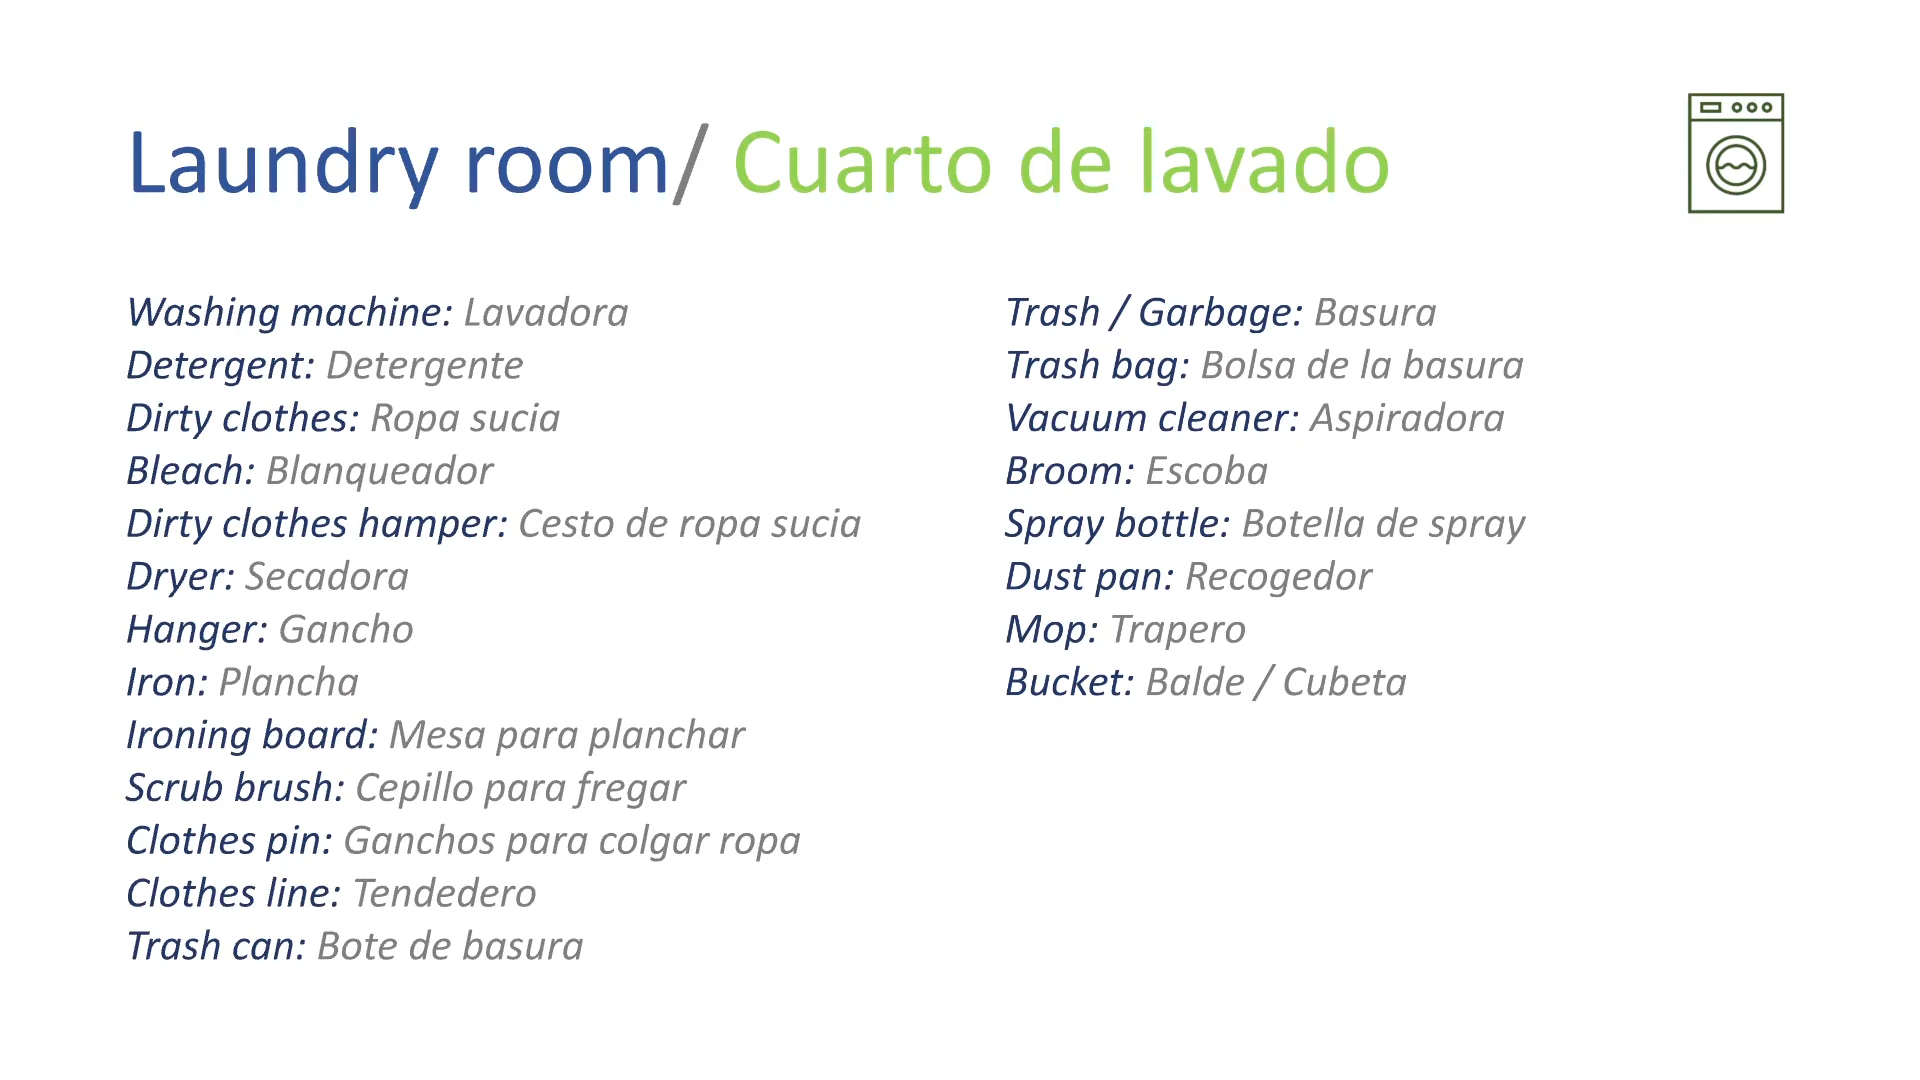 Laundry room/ Cuarto de lavado
Washing machine: Lavadora
Detergent: Detergente
Dirty clothes: Ropa sucia
Bleach: Blanqueador
Dirty clothes hamper: Cesto de ropa sucia
Dryer: Secadora
Hanger: Gancho
Iron: Plancha
Ironing board: Mesa para planchar
Scrub brush: Cepillo para fregar
Clothes pin: Ganchos para colgar ropa
Clothes line: Tendedero
Trash can: Bote de basura
Trash / Garbage: Basura
Trash bag: Bolsa de la basura
Vacuum cleaner: Aspiradora
Broom: Escoba
Spray bottle: Botella de spray
Dust pan: Recogedor
Mop: Trapero
Bucket: Balde / Cubeta